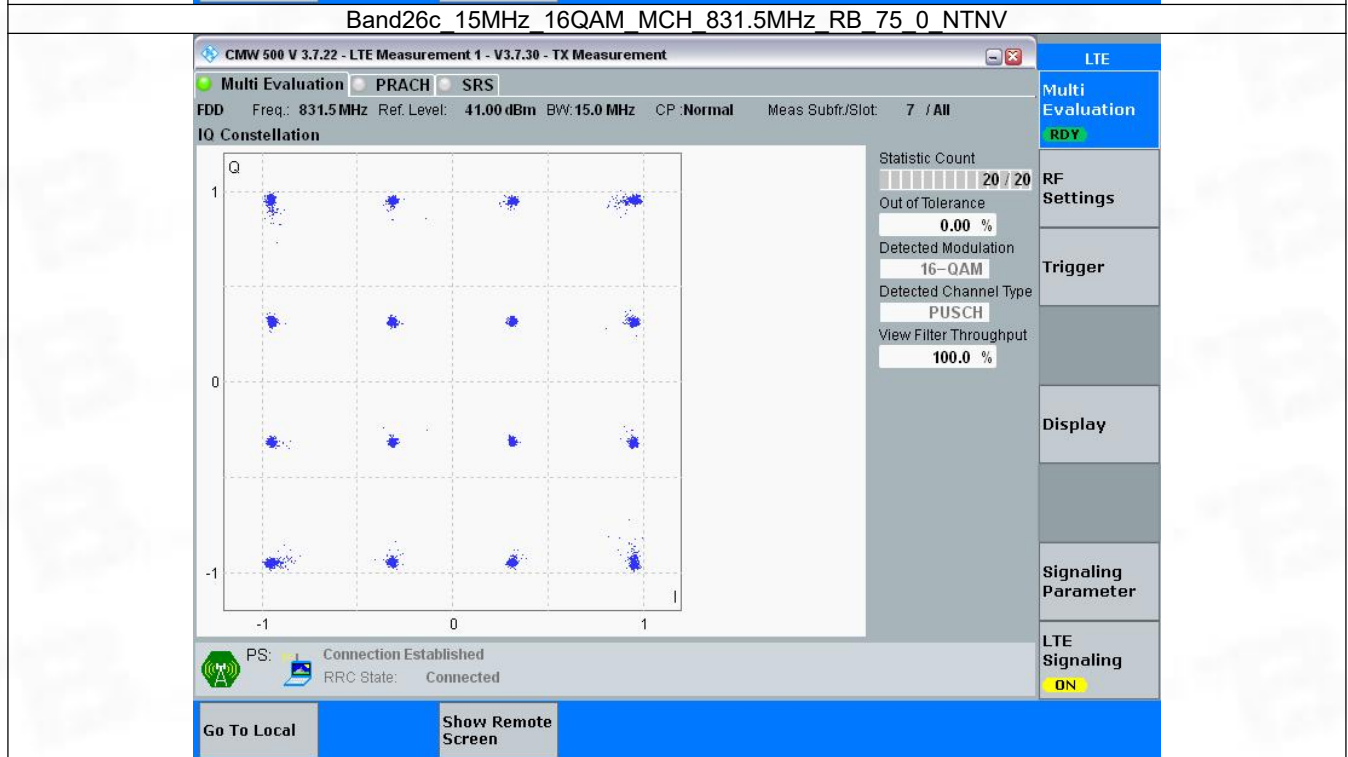 Band26c_15MHz_16QAM_MCH_831.5MHz_RB_75_0_NTNV
CMW 500 V 3.7.22 - LTE Measurement 1 - V3.7.30 - TX Measurement
LTE
Multi Evaluation PRACH SRS
Multi
Evaluation
RDY
FDD Freq.: 831.5 MHz Ref. Level: 41.00 dBm BW: 15.0 MHz CP :Normal Meas Subfr./Slot: 7 / All
IQ Constellation
Q
1
0
-1
I
-1 0 1
Statistic Count
20 / 20
Out of Tolerance
0.00 %
Detected Modulation
16-QAM
Detected Channel Type
PUSCH
View Filter Throughput
100.0 %
RF
Settings
Trigger
Display
Signaling
Parameter
LTE
Signaling
ON
PS: Connection Established
RRC State: Connected
Go To Local
Show Remote
Screen